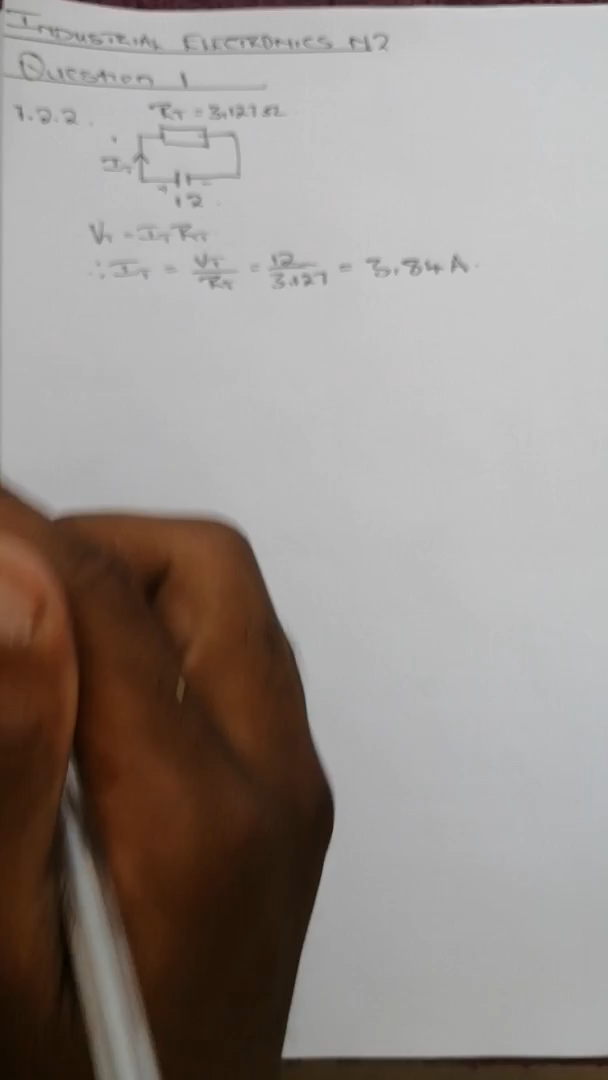 INDUSTRIAL ELECTRONICS N2
QUESTION 1
1.2.2.
RT = 3,127Ω
IT
+ -
12
VT = IT RT
∴ IT = VT/RT = 12/3.127 = 3,84 A.